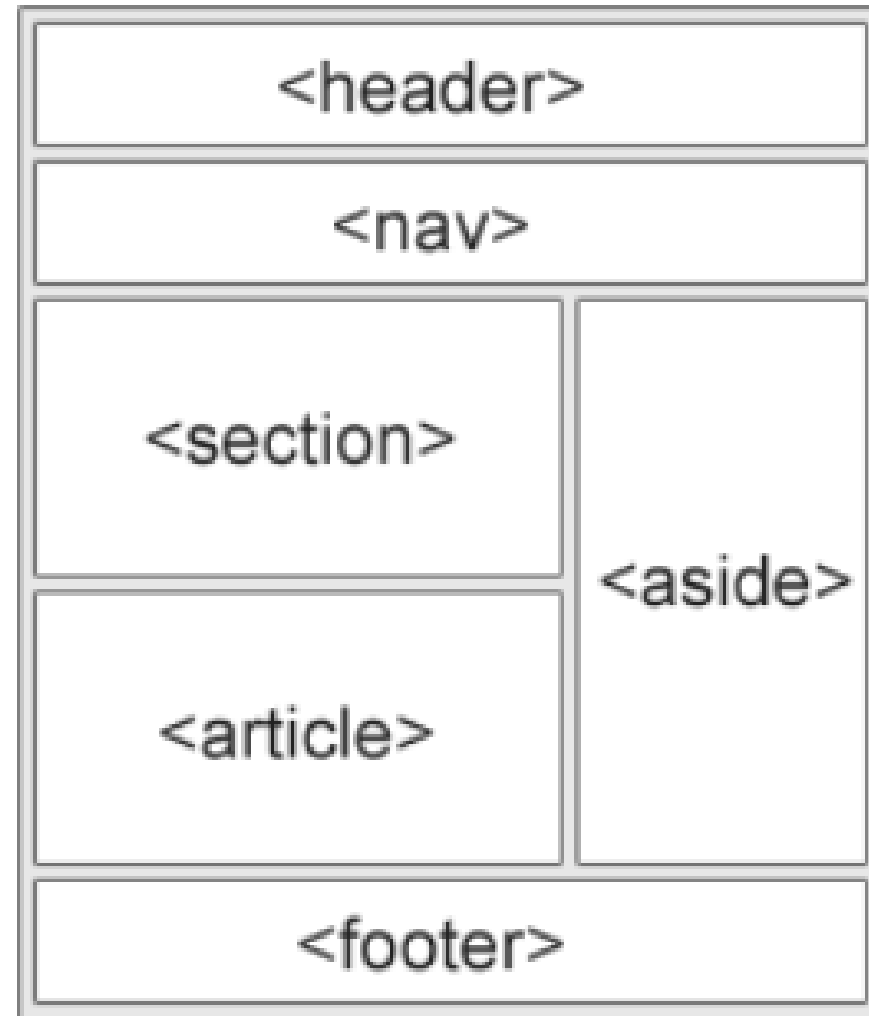 <header>
<nav>
<section>
<aside>
<article>
<footer>